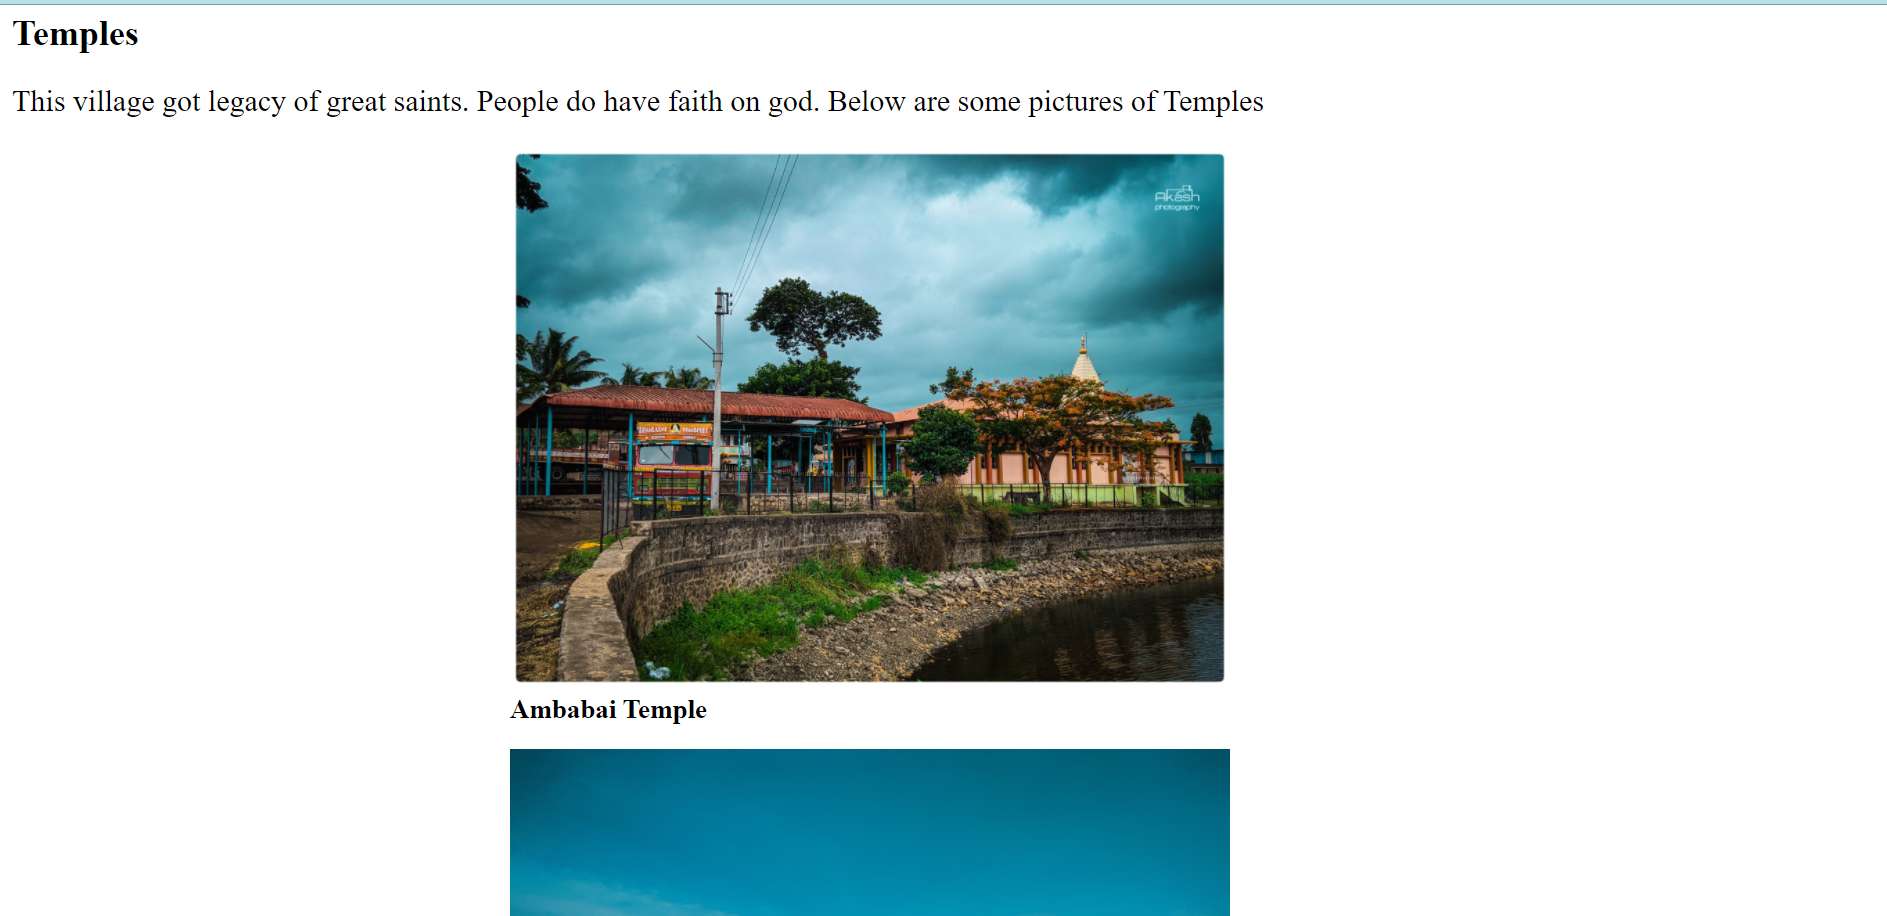 Temples
This village got legacy of great saints. People do have faith on god. Below are some pictures of Temples
Akash
photography
Ambabai Temple